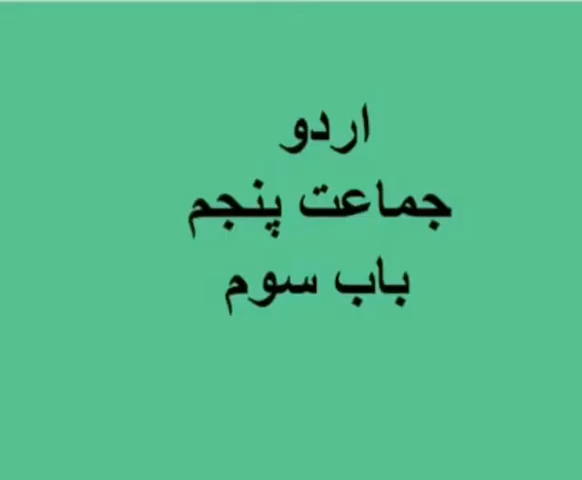 اردو
جماعت پنجم
باب سوم